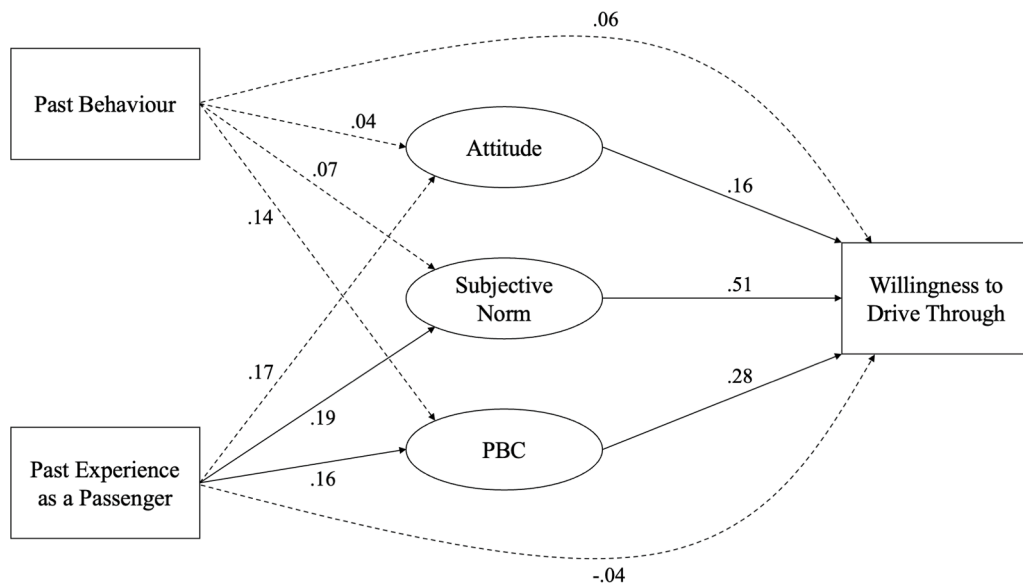 .06
Past Behaviour
.04
Attitude
.07
.16
.14
Subjective
Norm
.51
Willingness to
Drive Through
.17
.28
.19
Past Experience
as a Passenger
PBC
.16
-.04